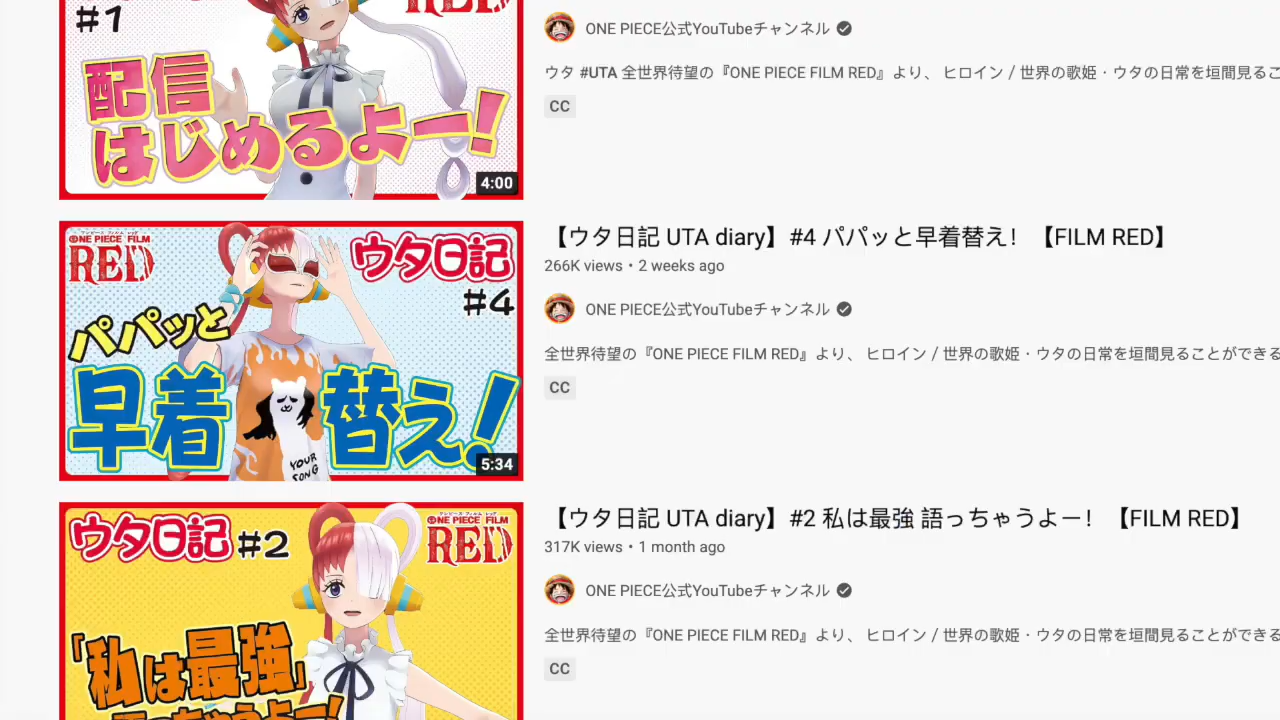 #1
RED
配信
はじめるよー!
4:00
ONE PIECE公式YouTubeチャンネル
ウタ #UTA 全世界待望の『ONE PIECE FILM RED』より、 ヒロイン / 世界の歌姫・ウタの日常を垣間見るこ
CC
ONE PIECE FILM
RED
ウタ日記
#4
パパッと
早着替え!
YOUR
SONG
5:34
【ウタ日記 UTA diary】#4 パパッと早着替え! 【FILM RED】
266K views・2 weeks ago
ONE PIECE公式YouTubeチャンネル
全世界待望の『ONE PIECE FILM RED』より、 ヒロイン / 世界の歌姫・ウタの日常を垣間見ることができる
CC
ウタ日記 #2
ONE PIECE FILM
RED
「私は最強」
語っちゃうよー!
【ウタ日記 UTA diary】#2 私は最強 語っちゃうよー! 【FILM RED】
317K views・1 month ago
ONE PIECE公式YouTubeチャンネル
全世界待望の『ONE PIECE FILM RED』より、 ヒロイン / 世界の歌姫・ウタの日常を垣間見ることができる
CC